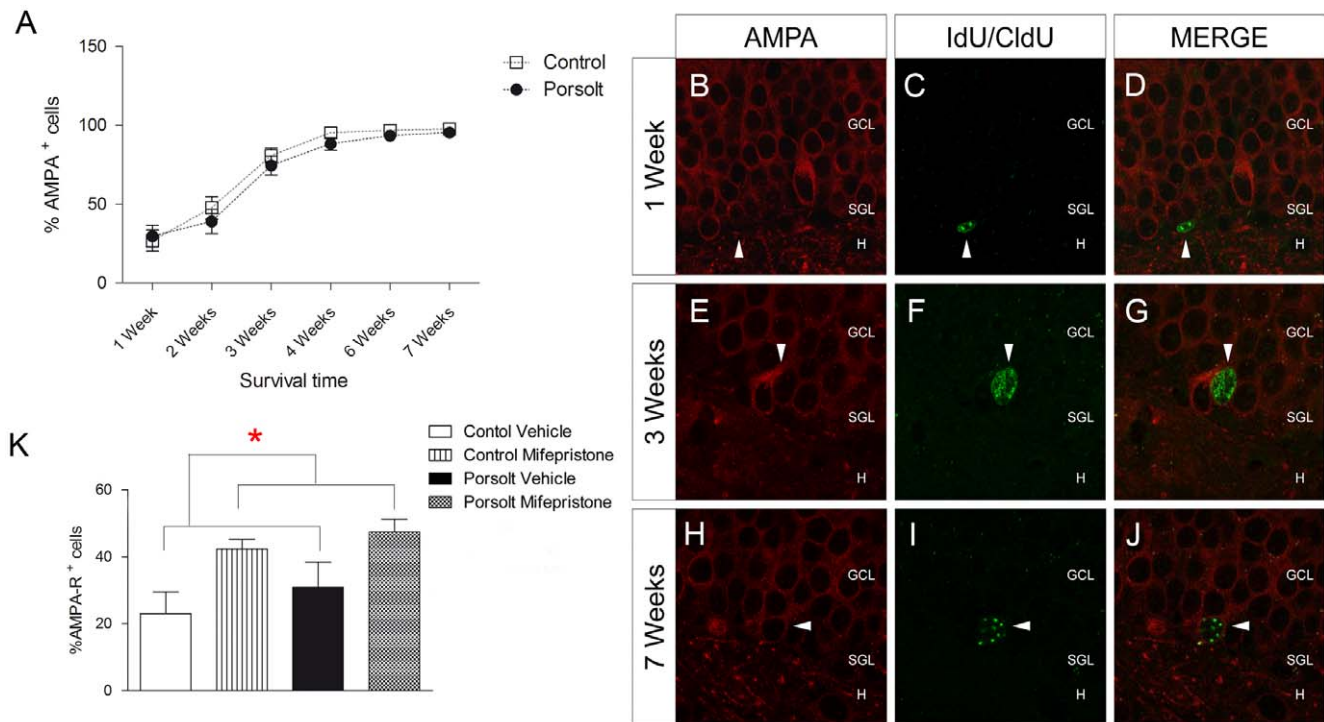 A
150
100
50
0
% AMPA + cells
Control
Porsolt
1 Week
2 Weeks
3 Weeks
4 Weeks
6 Weeks
7 Weeks
Survival time
K
*
Contol Vehicle
Control Mifepristone
Porsolt Vehicle
Porsolt Mifepristone
60
40
20
0
%AMPA-R + cells
AMPA
IdU/CldU
MERGE
1 Week
B
GCL
SGL
H
C
GCL
SGL
H
D
GCL
SGL
H
3 Weeks
E
GCL
SGL
H
F
GCL
SGL
H
G
GCL
SGL
H
7 Weeks
H
GCL
SGL
H
I
GCL
SGL
H
J
GCL
SGL
H